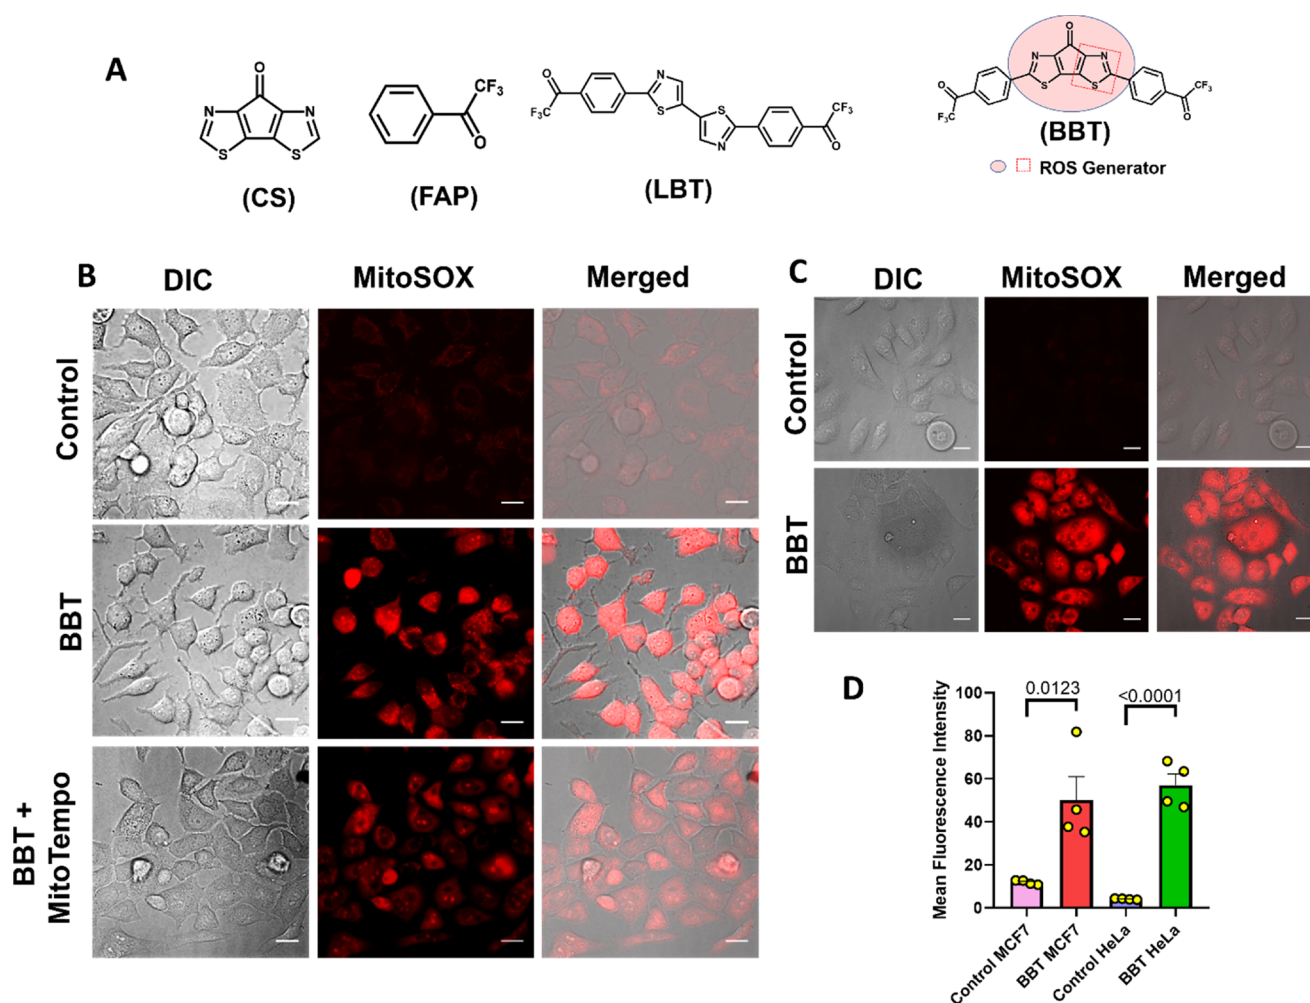 A
O
N
N
S
S
(CS)
CF₃
O
(FAP)
O
F₃C
N
S
S
N
CF₃
O
(LBT)
O
N
N
S
S
O
F₃C
CF₃
O
(BBT)
ROS Generator
B
DIC
MitoSOX
Merged
Control
BBT
BBT +
MitoTempo
C
DIC
MitoSOX
Merged
Control
BBT
D
Mean Fluorescence Intensity
100
80
60
40
20
0
0.0123
<0.0001
Control MCF7
BBT MCF7
Control HeLa
BBT HeLa